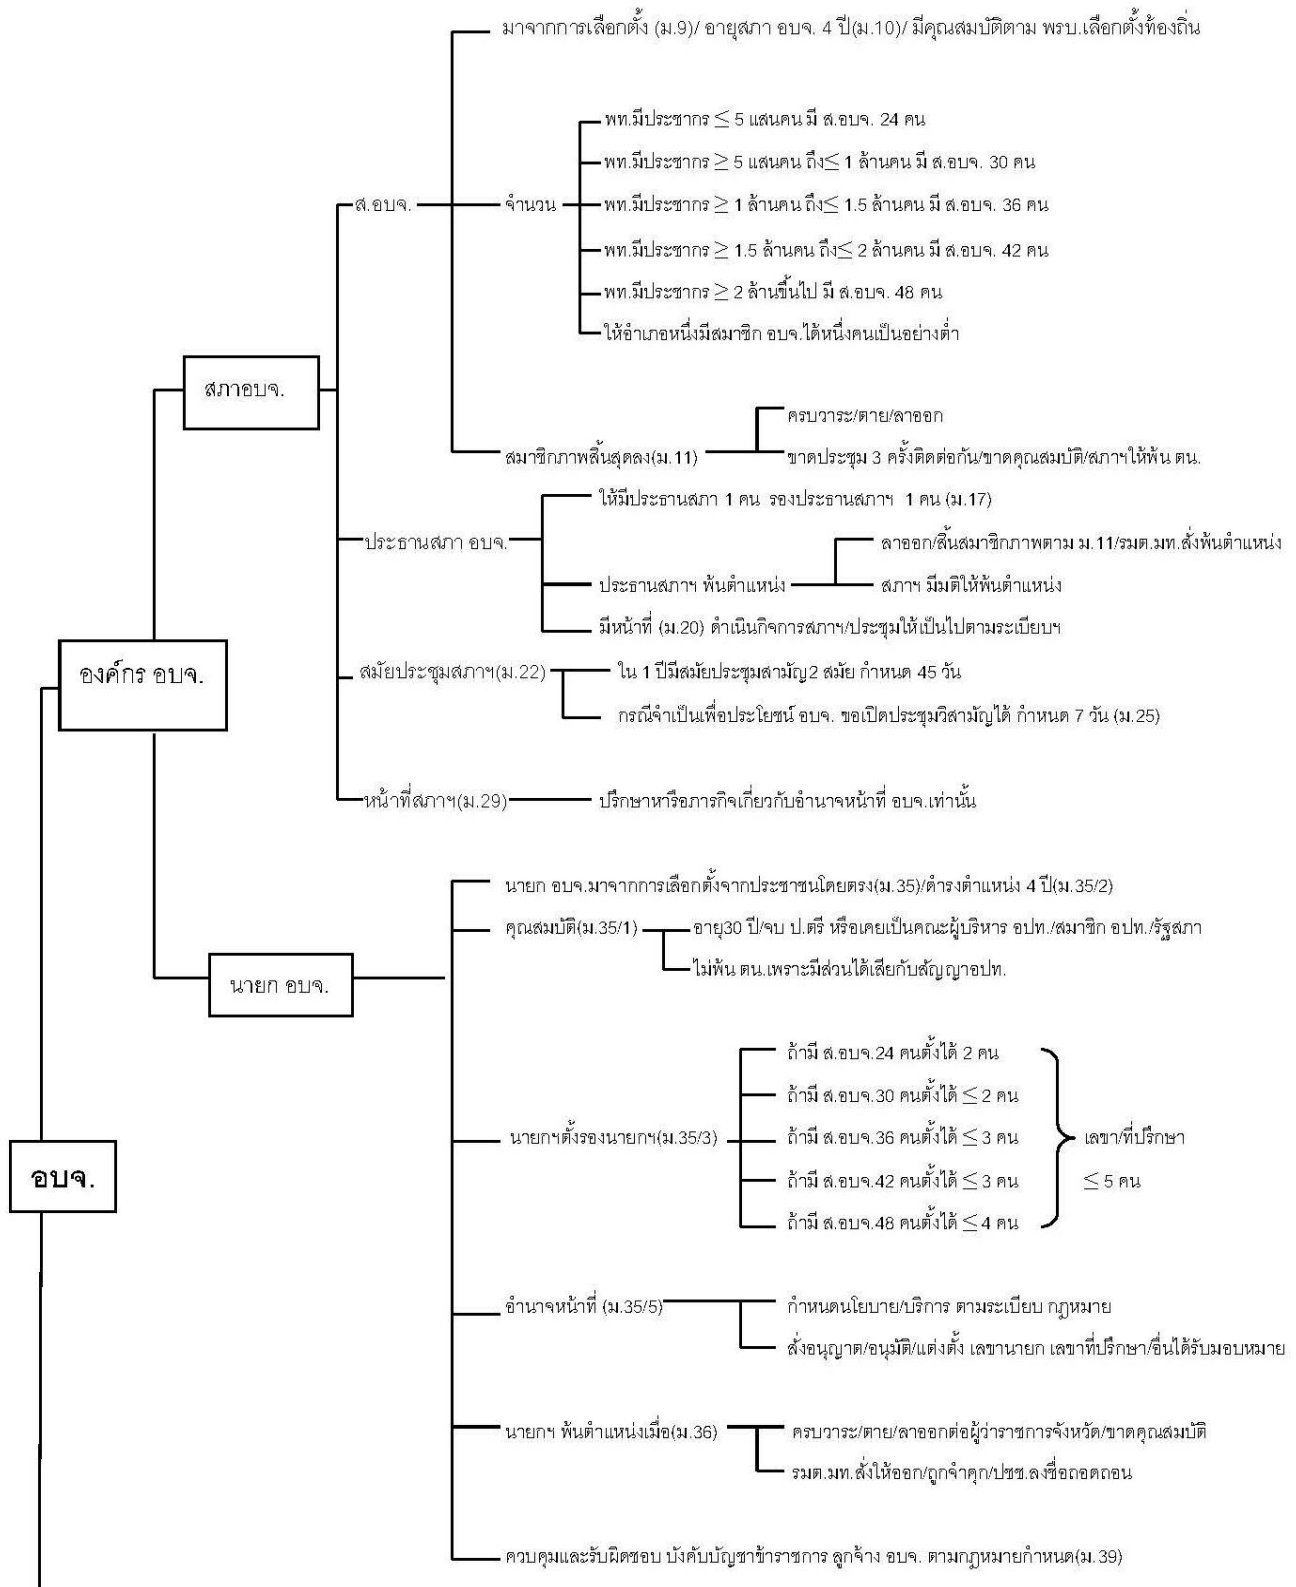 มาจากการเลือกตั้ง (ม.9)/ อายุสภา อบจ. 4 ปี(ม.10)/ มีคุณสมบัติตาม พรบ.เลือกตั้งท้องถิ่น
พท.มีประชากร ≤ 5 แสนคน มี ส.อบจ. 24 คน
พท.มีประชากร ≥ 5 แสนคน ถึง≤ 1 ล้านคน มี ส.อบจ. 30 คน
ส.อบจ.
จำนวน
พท.มีประชากร ≥ 1 ล้านคน ถึง≤ 1.5 ล้านคน มี ส.อบจ. 36 คน
พท.มีประชากร ≥ 1.5 ล้านคน ถึง≤ 2 ล้านคน มี ส.อบจ. 42 คน
พท.มีประชากร ≥ 2 ล้านขึ้นไป มี ส.อบจ. 48 คน
ให้อำเภอหนึ่งมีสมาชิก อบจ.ได้หนึ่งคนเป็นอย่างต่ำ
สภาอบจ.
ครบวาระ/ตาย/ลาออก
สมาชิกภาพสิ้นสุดลง(ม.11)
ขาดประชุม 3 ครั้งติดต่อกัน/ขาดคุณสมบัติ/สภาฯให้พ้น ตน.
ให้มีประธานสภา 1 คน รองประธานสภาฯ 1 คน (ม.17)
ประธานสภา อบจ.
ลาออก/สิ้นสมาชิกภาพตาม ม.11/รมต.มท.สั่งพ้นตำแหน่ง
ประธานสภาฯ พ้นตำแหน่ง
สภาฯ มีมติให้พ้นตำแหน่ง
มีหน้าที่ (ม.20) ดำเนินกิจการสภาฯ/ประชุมให้เป็นไปตามระเบียบฯ
องค์กร อบจ.
สมัยประชุมสภาฯ(ม.22)
ใน 1 ปีมีสมัยประชุมสามัญ2 สมัย กำหนด 45 วัน
กรณีจำเป็นเพื่อประโยชน์ อบจ. ขอเปิดประชุมวิสามัญได้ กำหนด 7 วัน (ม.25)
หน้าที่สภาฯ(ม.29)
ปรึกษาหารือภารกิจเกี่ยวกับอำนาจหน้าที่ อบจ.เท่านั้น
นายก อบจ.มาจากการเลือกตั้งจากประชาชนโดยตรง(ม.35)/ดำรงตำแหน่ง 4 ปี(ม.35/2)
คุณสมบัติ(ม.35/1)
อายุ30 ปี/จบ ป.ตรี หรือเคยเป็นคณะผู้บริหาร อปท./สมาชิก อปท./รัฐสภา
ไม่พ้น ตน.เพราะมีส่วนได้เสียกับสัญญาอปท.
นายก อบจ.
ถ้ามี ส.อบจ.24 คนตั้งได้ 2 คน
ถ้ามี ส.อบจ.30 คนตั้งได้ ≤ 2 คน
นายกฯตั้งรองนายกฯ(ม.35/3)
ถ้ามี ส.อบจ.36 คนตั้งได้ ≤ 3 คน
เลขา/ที่ปรึกษา
อบจ.
ถ้ามี ส.อบจ.42 คนตั้งได้ ≤ 3 คน
≤ 5 คน
ถ้ามี ส.อบจ.48 คนตั้งได้ ≤ 4 คน
อำนาจหน้าที่ (ม.35/5)
กำหนดนโยบาย/บริการ ตามระเบียบ กฎหมาย
สั่งอนุญาต/อนุมัติ/แต่งตั้ง เลขานายก เลขาที่ปรึกษา/อื่นได้รับมอบหมาย
นายกฯ พ้นตำแหน่งเมื่อ(ม.36)
ครบวาระ/ตาย/ลาออกต่อผู้ว่าราชการจังหวัด/ขาดคุณสมบัติ
รมต.มท.สั่งให้ออก/ถูกจำคุก/ปชช.ลงชื่อถอดถอน
ควบคุมและรับผิดชอบ บังคับบัญชาข้าราชการ ลูกจ้าง อบจ. ตามกฎหมายกำหนด(ม.39)